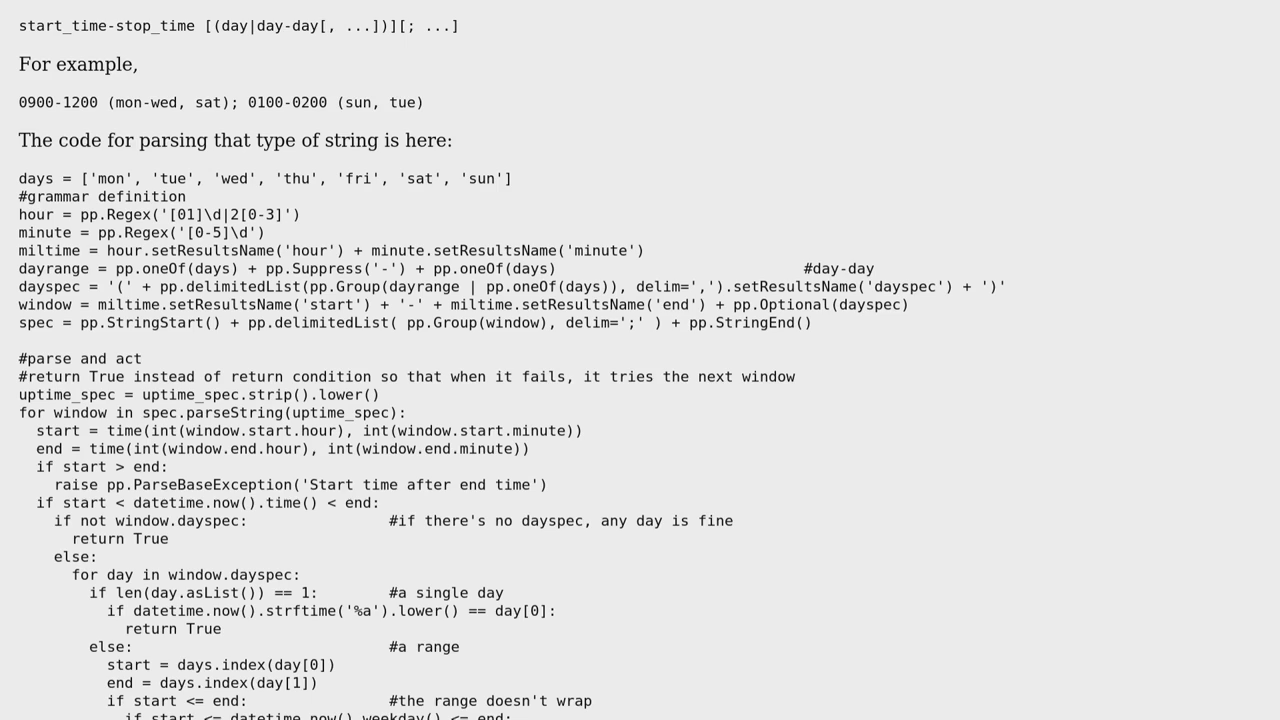 start_time-stop_time [(day|day-day[, ...])][; ...]
For example,
0900-1200 (mon-wed, sat); 0100-0200 (sun, tue)
The code for parsing that type of string is here:
days = ['mon', 'tue', 'wed', 'thu', 'fri', 'sat', 'sun']
#grammar definition
hour = pp.Regex('[01]\d|2[0-3]')
minute = pp.Regex('[0-5]\d')
miltime = hour.setResultsName('hour') + minute.setResultsName('minute')
dayrange = pp.oneOf(days) + pp.Suppress('-') + pp.oneOf(days)                            #day-day
dayspec = '(' + pp.delimitedList(pp.Group(dayrange | pp.oneOf(days)), delim=',').setResultsName('dayspec') + ')'
window = miltime.setResultsName('start') + '-' + miltime.setResultsName('end') + pp.Optional(dayspec)
spec = pp.StringStart() + pp.delimitedList( pp.Group(window), delim=';' ) + pp.StringEnd()

#parse and act
#return True instead of return condition so that when it fails, it tries the next window
uptime_spec = uptime_spec.strip().lower()
for window in spec.parseString(uptime_spec):
  start = time(int(window.start.hour), int(window.start.minute))
  end = time(int(window.end.hour), int(window.end.minute))
  if start > end:
    raise pp.ParseBaseException('Start time after end time')
  if start < datetime.now().time() < end:
    if not window.dayspec:                #if there's no dayspec, any day is fine
      return True
    else:
      for day in window.dayspec:
        if len(day.asList()) == 1:        #a single day
          if datetime.now().strftime('%a').lower() == day[0]:
            return True
        else:                             #a range
          start = days.index(day[0])
          end = days.index(day[1])
          if start <= end:                #the range doesn't wrap
            if start <= datetime.now().weekday() <= end: